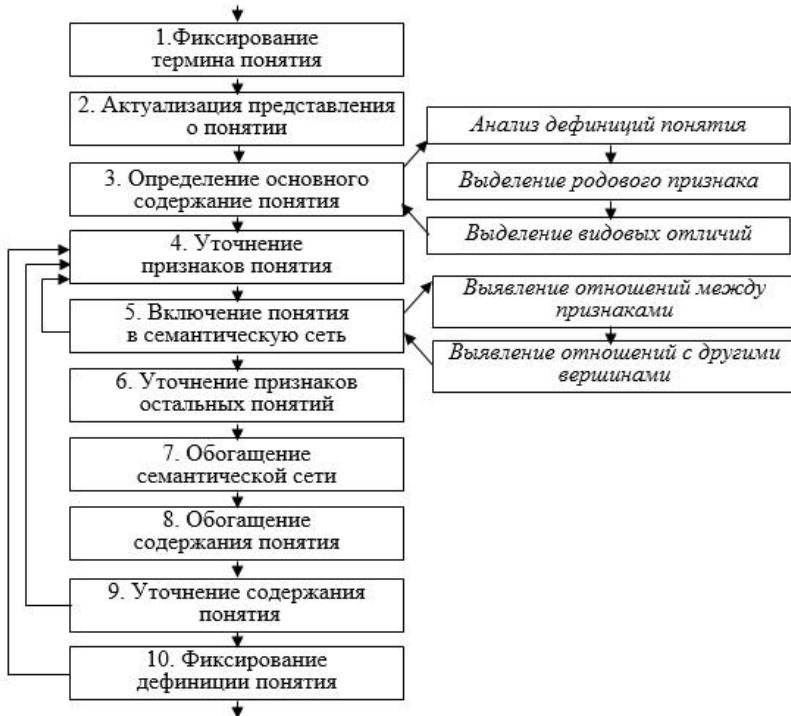 1.Фиксирование
термина понятия
2. Актуализация представления
о понятии
3. Определение основного
содержание понятия
Анализ дефиниций понятия
Выделение родового признака
Выделение видовых отличий
4. Уточнение
признаков понятия
5. Включение понятия
в семантическую сеть
Выявление отношений между
признаками
Выявление отношений с другими
вершинами
6. Уточнение признаков
остальных понятий
7. Обогащение
семантической сети
8. Обогащение
содержания понятия
9. Уточнение содержания
понятия
10. Фиксирование
дефиниции понятия